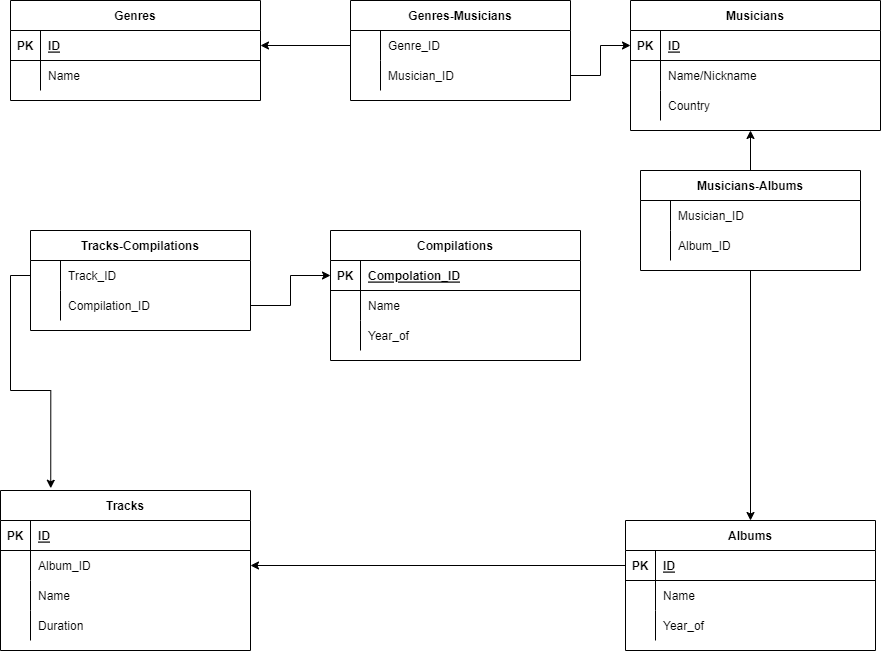 Genres
PK ID
Name
Genres-Musicians
Genre_ID
Musician_ID
Musicians
PK ID
Name/Nickname
Country
Musicians-Albums
Musician_ID
Album_ID
Tracks-Compilations
Track_ID
Compilation_ID
Compilations
PK Compolation_ID
Name
Year_of
Tracks
PK ID
Album_ID
Name
Duration
Albums
PK ID
Name
Year_of